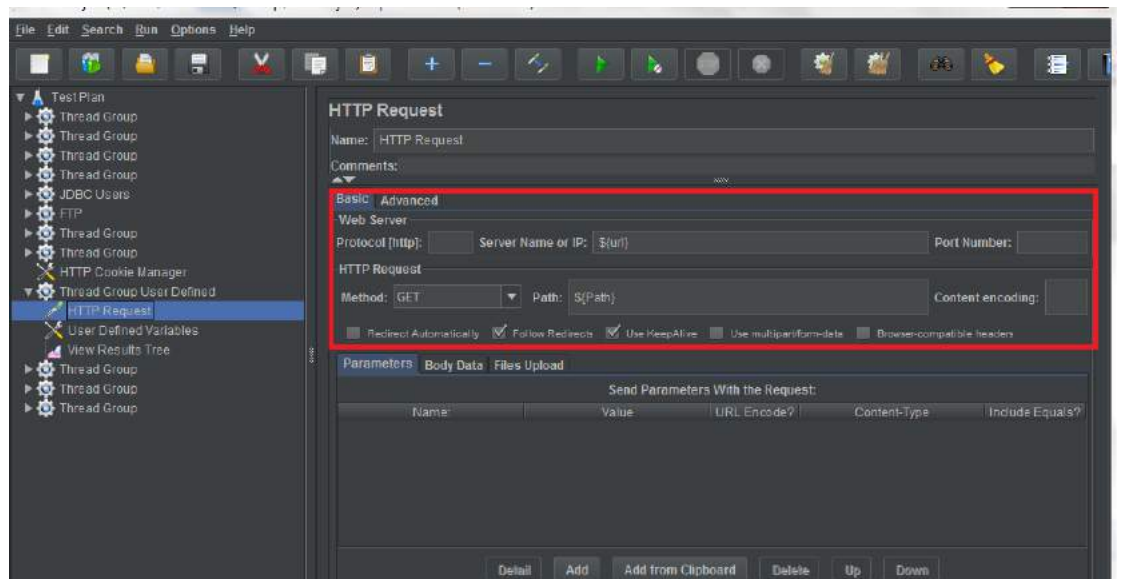 File Edit Search Run Options Help
Test Plan
Thread Group
Thread Group
Thread Group
Thread Group
JDBC Users
FTP
Thread Group
Thread Group
HTTP Cookie Manager
Thread Group User Defined
HTTP Request
User Defined Variables
View Results Tree
Thread Group
Thread Group
Thread Group
HTTP Request
Name: HTTP Request
Comments:
Basic Advanced
Web Server
Protocol [http]: Server Name or IP: ${url} Port Number:
HTTP Request
Method: GET Path: ${Path} Content encoding:
Redirect Automatically Follow Redirects Use KeepAlive Use multipart/form-data Browser-compatible headers
Parameters Body Data Files Upload
Send Parameters With the Request:
Name: Value URL Encode? Content-Type Include Equals?
Detail Add Add from Clipboard Delete Up Down